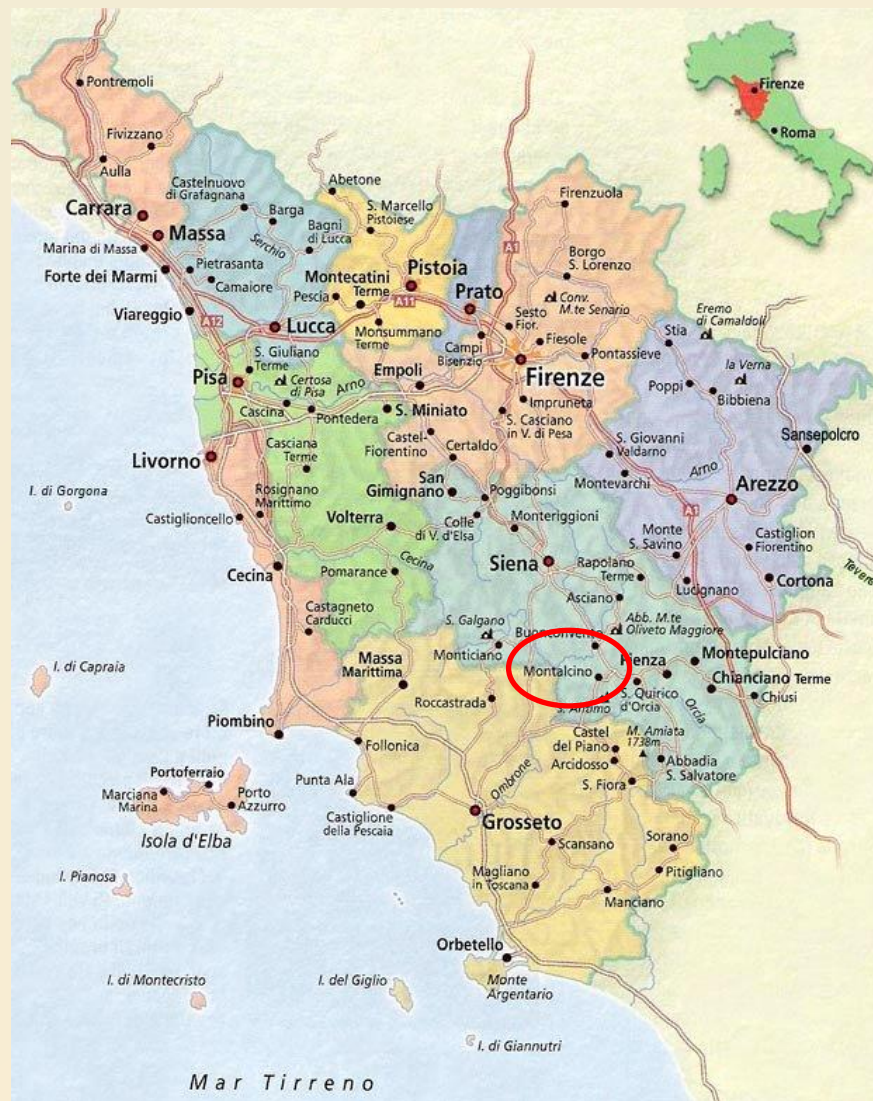 Pontremoli
Firenze
Roma
Fivizzano
Aulla
Castelnuovo
di Grafagnana
Abetone
Firenzuola
Carrara
Massa
Barga
S. Marcello
Pistoiese
A1
Marina di Massa
Serchio
Bagni
di Lucca
Borgo
S. Lorenzo
Forte dei Marmi
Pietrasanta
Camaiore
Montecatini
Terme
Pistoia
Pescia
A11
Prato
Conv.
M.te Senario
Eremo
di Camaldoli
Viareggio
A12
Lucca
Monsummano
Terme
Sesto
Fior.
Stia
Campi
Bisenzio
Fiesole
Pontassieve
la Verna
S. Giuliano
Terme
Pisa
Certosa
di Pisa
Arno
Empoli
Firenze
Poppi
Bibbiena
Cascina
Pontedera
S. Miniato
Impruneta
S. Casciano
in V. di Pesa
Castel-
Fiorentino
Certaldo
S. Giovanni
Valdarno
Arno
Sansepolcro
Livorno
Casciana
Terme
San
Gimignano
Poggibonsi
Montevarchi
Arezzo
I. di Gorgona
Rosignano
Marittimo
Castiglioncello
Volterra
Colle
di V. d'Elsa
Monteriggioni
A1
Monte
S. Savino
Castiglion
Fiorentino
Cecina
Cecina
Pomarance
Siena
Rapolano
Terme
Lucignano
Cortona
Tevere
Asciano
Castagneto
Carducci
S. Galgano
Monticiano
Buonconvento
Abb. M.te
Oliveto Maggiore
I. di Capraia
Massa
Marittima
Montalcino
Pienza
Montepulciano
Chianciano Terme
Chiusi
Roccastrada
S. Antimo
S. Quirico
d'Orcia
Orcia
Piombino
Follonica
Castel
del Piano
Arcidosso
M. Amiata
1738m
Abbadia
S. Salvatore
Portoferraio
Marciana
Marina
Porto
Azzurro
Punta Ala
Ombrone
S. Fiora
Isola d'Elba
Castiglione
della Pescaia
Grosseto
Scansano
Sorano
I. Pianosa
Magliano
in Toscana
Pitigliano
Manciano
Orbetello
I. di Montecristo
I. del Giglio
Monte
Argentario
I. di Giannutri
Mar Tirreno